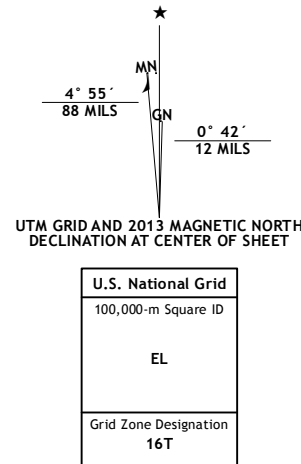 ★
MN
4° 55´
88 MILS
GN
0° 42´
12 MILS
UTM GRID AND 2013 MAGNETIC NORTH
DECLINATION AT CENTER OF SHEET
U.S. National Grid
100,000-m Square ID
EL
Grid Zone Designation
16T